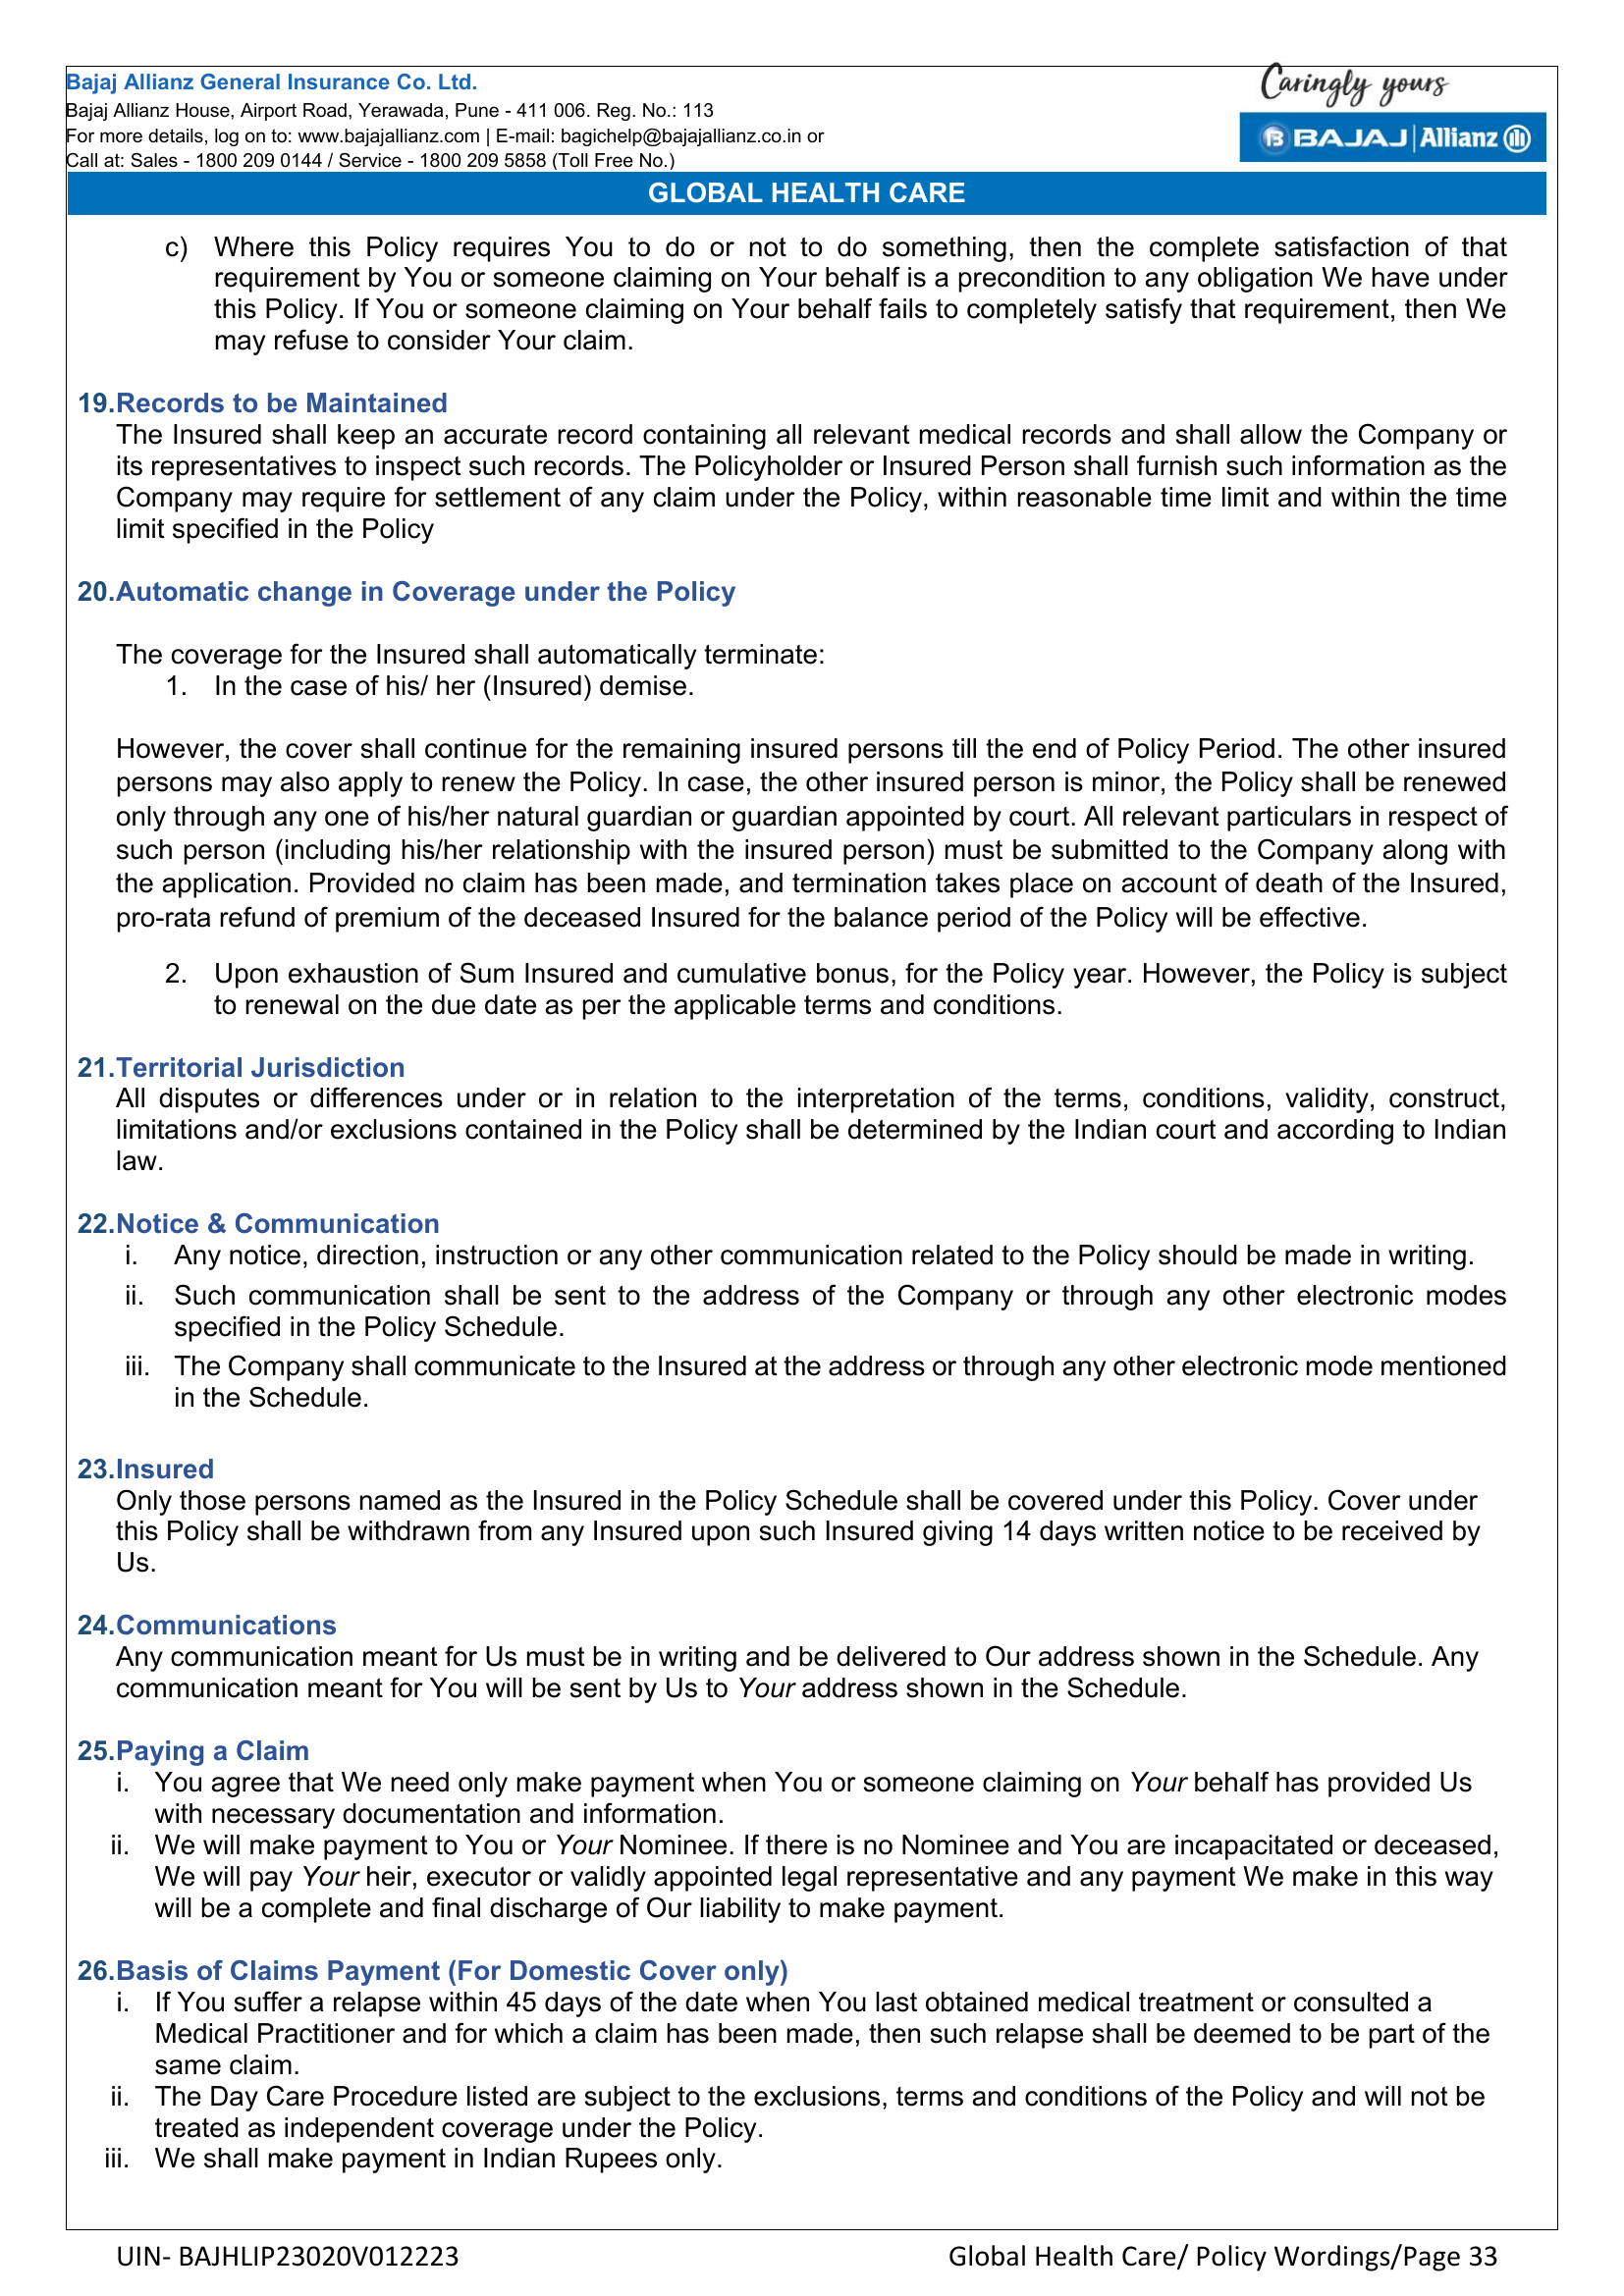 Bajaj Allianz General Insurance Co. Ltd.
Bajaj Allianz House, Airport Road, Yerawada, Pune - 411 006. Reg. No.: 113
For more details, log on to: www.bajajallianz.com | E-mail: bagichelp@bajajallianz.co.in or
Call at: Sales - 1800 209 0144 / Service - 1800 209 5858 (Toll Free No.)
Caringly yours
BAJAJ | Allianz
GLOBAL HEALTH CARE
c) Where this Policy requires You to do or not to do something, then the complete satisfaction of that
requirement by You or someone claiming on Your behalf is a precondition to any obligation We have under
this Policy. If You or someone claiming on Your behalf fails to completely satisfy that requirement, then We
may refuse to consider Your claim.
19.Records to be Maintained
The Insured shall keep an accurate record containing all relevant medical records and shall allow the Company or
its representatives to inspect such records. The Policyholder or Insured Person shall furnish such information as the
Company may require for settlement of any claim under the Policy, within reasonable time limit and within the time
limit specified in the Policy
20.Automatic change in Coverage under the Policy
The coverage for the Insured shall automatically terminate:
1. In the case of his/ her (Insured) demise.
However, the cover shall continue for the remaining insured persons till the end of Policy Period. The other insured
persons may also apply to renew the Policy. In case, the other insured person is minor, the Policy shall be renewed
only through any one of his/her natural guardian or guardian appointed by court. All relevant particulars in respect of
such person (including his/her relationship with the insured person) must be submitted to the Company along with
the application. Provided no claim has been made, and termination takes place on account of death of the Insured,
pro-rata refund of premium of the deceased Insured for the balance period of the Policy will be effective.
2. Upon exhaustion of Sum Insured and cumulative bonus, for the Policy year. However, the Policy is subject
to renewal on the due date as per the applicable terms and conditions.
21.Territorial Jurisdiction
All disputes or differences under or in relation to the interpretation of the terms, conditions, validity, construct,
limitations and/or exclusions contained in the Policy shall be determined by the Indian court and according to Indian
law.
22.Notice & Communication
i. Any notice, direction, instruction or any other communication related to the Policy should be made in writing.
ii. Such communication shall be sent to the address of the Company or through any other electronic modes
specified in the Policy Schedule.
iii. The Company shall communicate to the Insured at the address or through any other electronic mode mentioned
in the Schedule.
23.Insured
Only those persons named as the Insured in the Policy Schedule shall be covered under this Policy. Cover under
this Policy shall be withdrawn from any Insured upon such Insured giving 14 days written notice to be received by
Us.
24.Communications
Any communication meant for Us must be in writing and be delivered to Our address shown in the Schedule. Any
communication meant for You will be sent by Us to Your address shown in the Schedule.
25.Paying a Claim
i. You agree that We need only make payment when You or someone claiming on Your behalf has provided Us
with necessary documentation and information.
ii. We will make payment to You or Your Nominee. If there is no Nominee and You are incapacitated or deceased,
We will pay Your heir, executor or validly appointed legal representative and any payment We make in this way
will be a complete and final discharge of Our liability to make payment.
26.Basis of Claims Payment (For Domestic Cover only)
i. If You suffer a relapse within 45 days of the date when You last obtained medical treatment or consulted a
Medical Practitioner and for which a claim has been made, then such relapse shall be deemed to be part of the
same claim.
ii. The Day Care Procedure listed are subject to the exclusions, terms and conditions of the Policy and will not be
treated as independent coverage under the Policy.
iii. We shall make payment in Indian Rupees only.
UIN- BAJHLIP23020V012223
Global Health Care/ Policy Wordings/Page 33